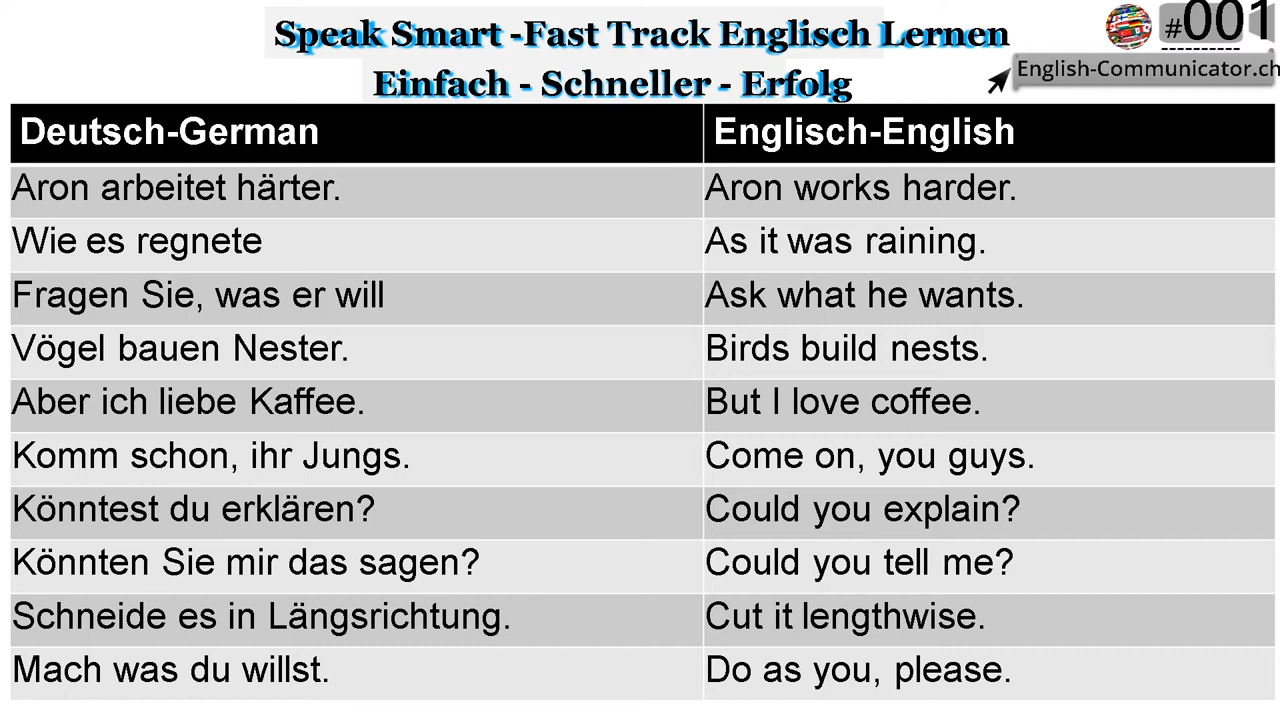 Speak Smart -Fast Track Englisch Lernen
Einfach - Schneller - Erfolg
#001
English-Communicator.ch
Deutsch-German Englisch-English
Aron arbeitet härter. Aron works harder.
Wie es regnete As it was raining.
Fragen Sie, was er will Ask what he wants.
Vögel bauen Nester. Birds build nests.
Aber ich liebe Kaffee. But I love coffee.
Komm schon, ihr Jungs. Come on, you guys.
Könntest du erklären? Could you explain?
Könnten Sie mir das sagen? Could you tell me?
Schneide es in Längsrichtung. Cut it lengthwise.
Mach was du willst. Do as you, please.